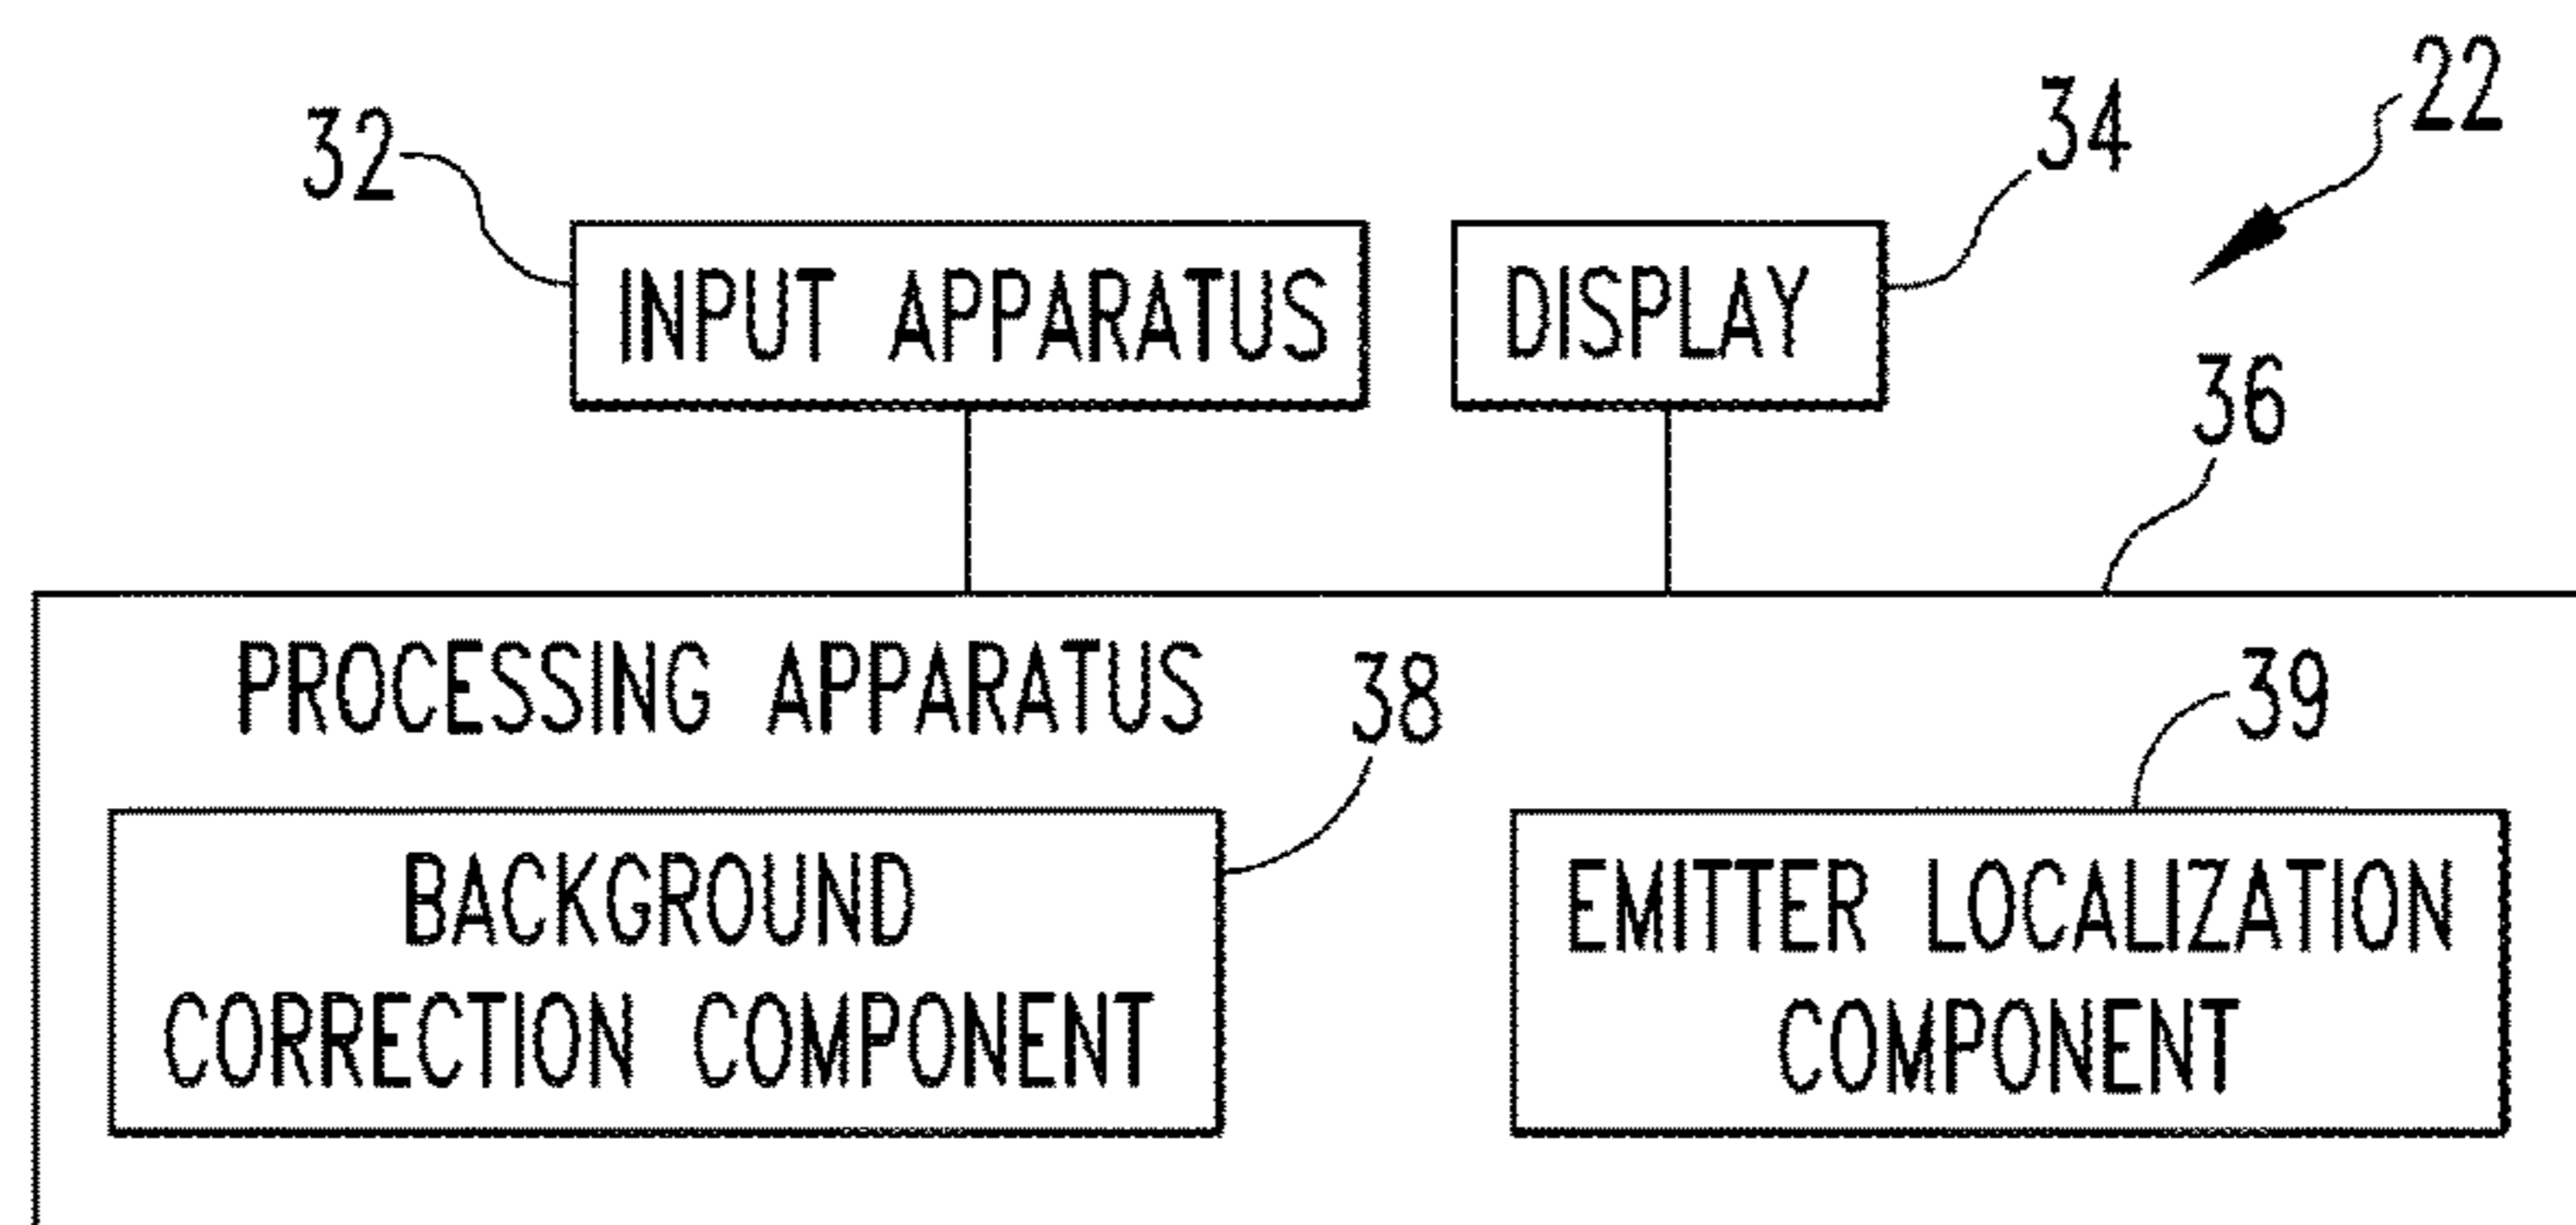 22
34
32
INPUT APPARATUS
DISPLAY
36
PROCESSING APPARATUS
38
39
BACKGROUND
CORRECTION COMPONENT
EMITTER LOCALIZATION
COMPONENT